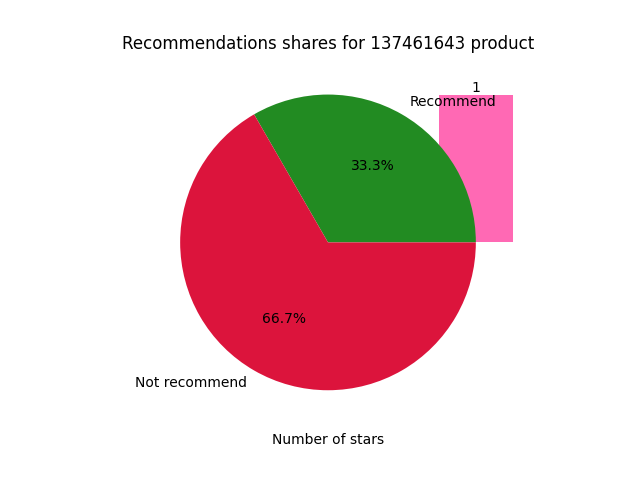 Recommendations shares for 137461643 product
1
Recommend
33.3%
66.7%
Not recommend
Number of stars